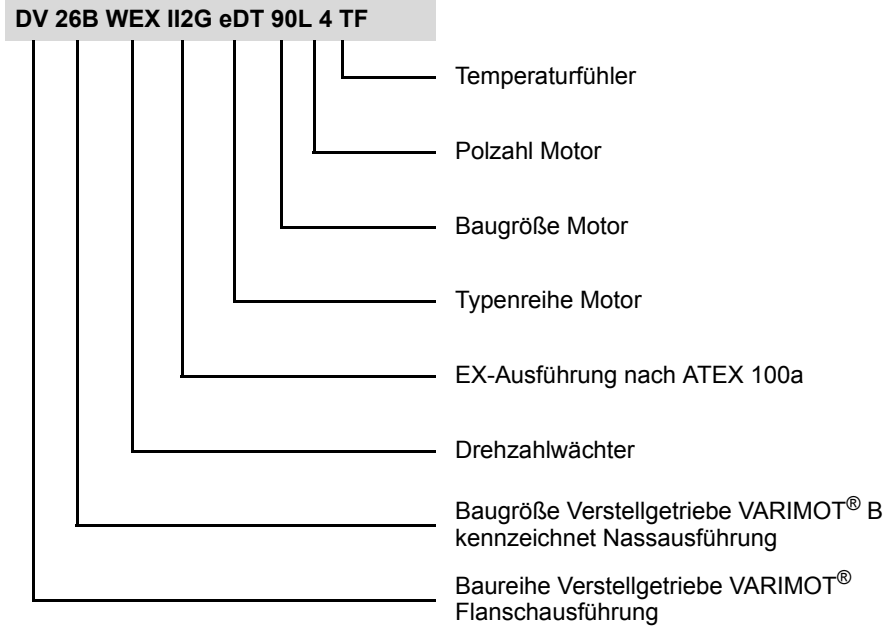 DV 26B WEX II2G eDT 90L 4 TF
Temperaturfühler
Polzahl Motor
Baugröße Motor
Typenreihe Motor
EX-Ausführung nach ATEX 100a
Drehzahlwächter
Baugröße Verstellgetriebe VARIMOT® B
kennzeichnet Nassausführung
Baureihe Verstellgetriebe VARIMOT®
Flanschausführung